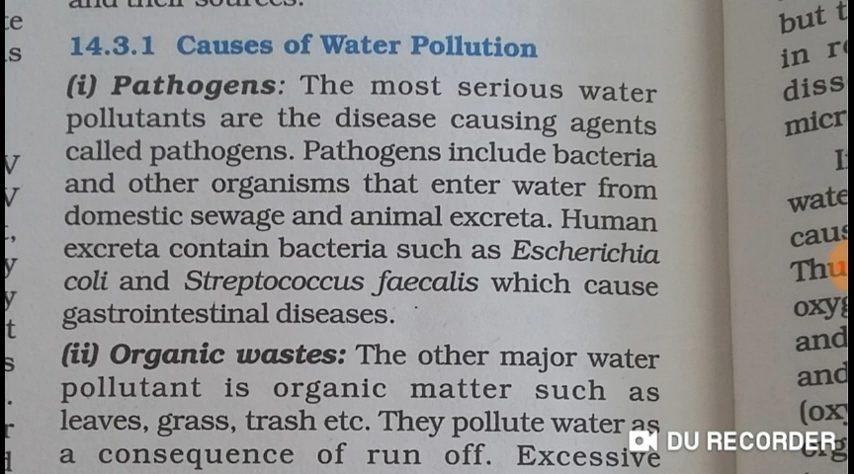 14.3.1 Causes of Water Pollution
(i) Pathogens: The most serious water
pollutants are the disease causing agents
called pathogens. Pathogens include bacteria
and other organisms that enter water from
domestic sewage and animal excreta. Human
excreta contain bacteria such as Escherichia
coli and Streptococcus faecalis which cause
gastrointestinal diseases.
(ii) Organic wastes: The other major water
pollutant is organic matter such as
leaves, grass, trash etc. They pollute water as
a consequence of run off. Excessive
but t
in r
diss
micr
I
wate
caus
Thu
oxyg
and
and
(ox
DU RECORDER